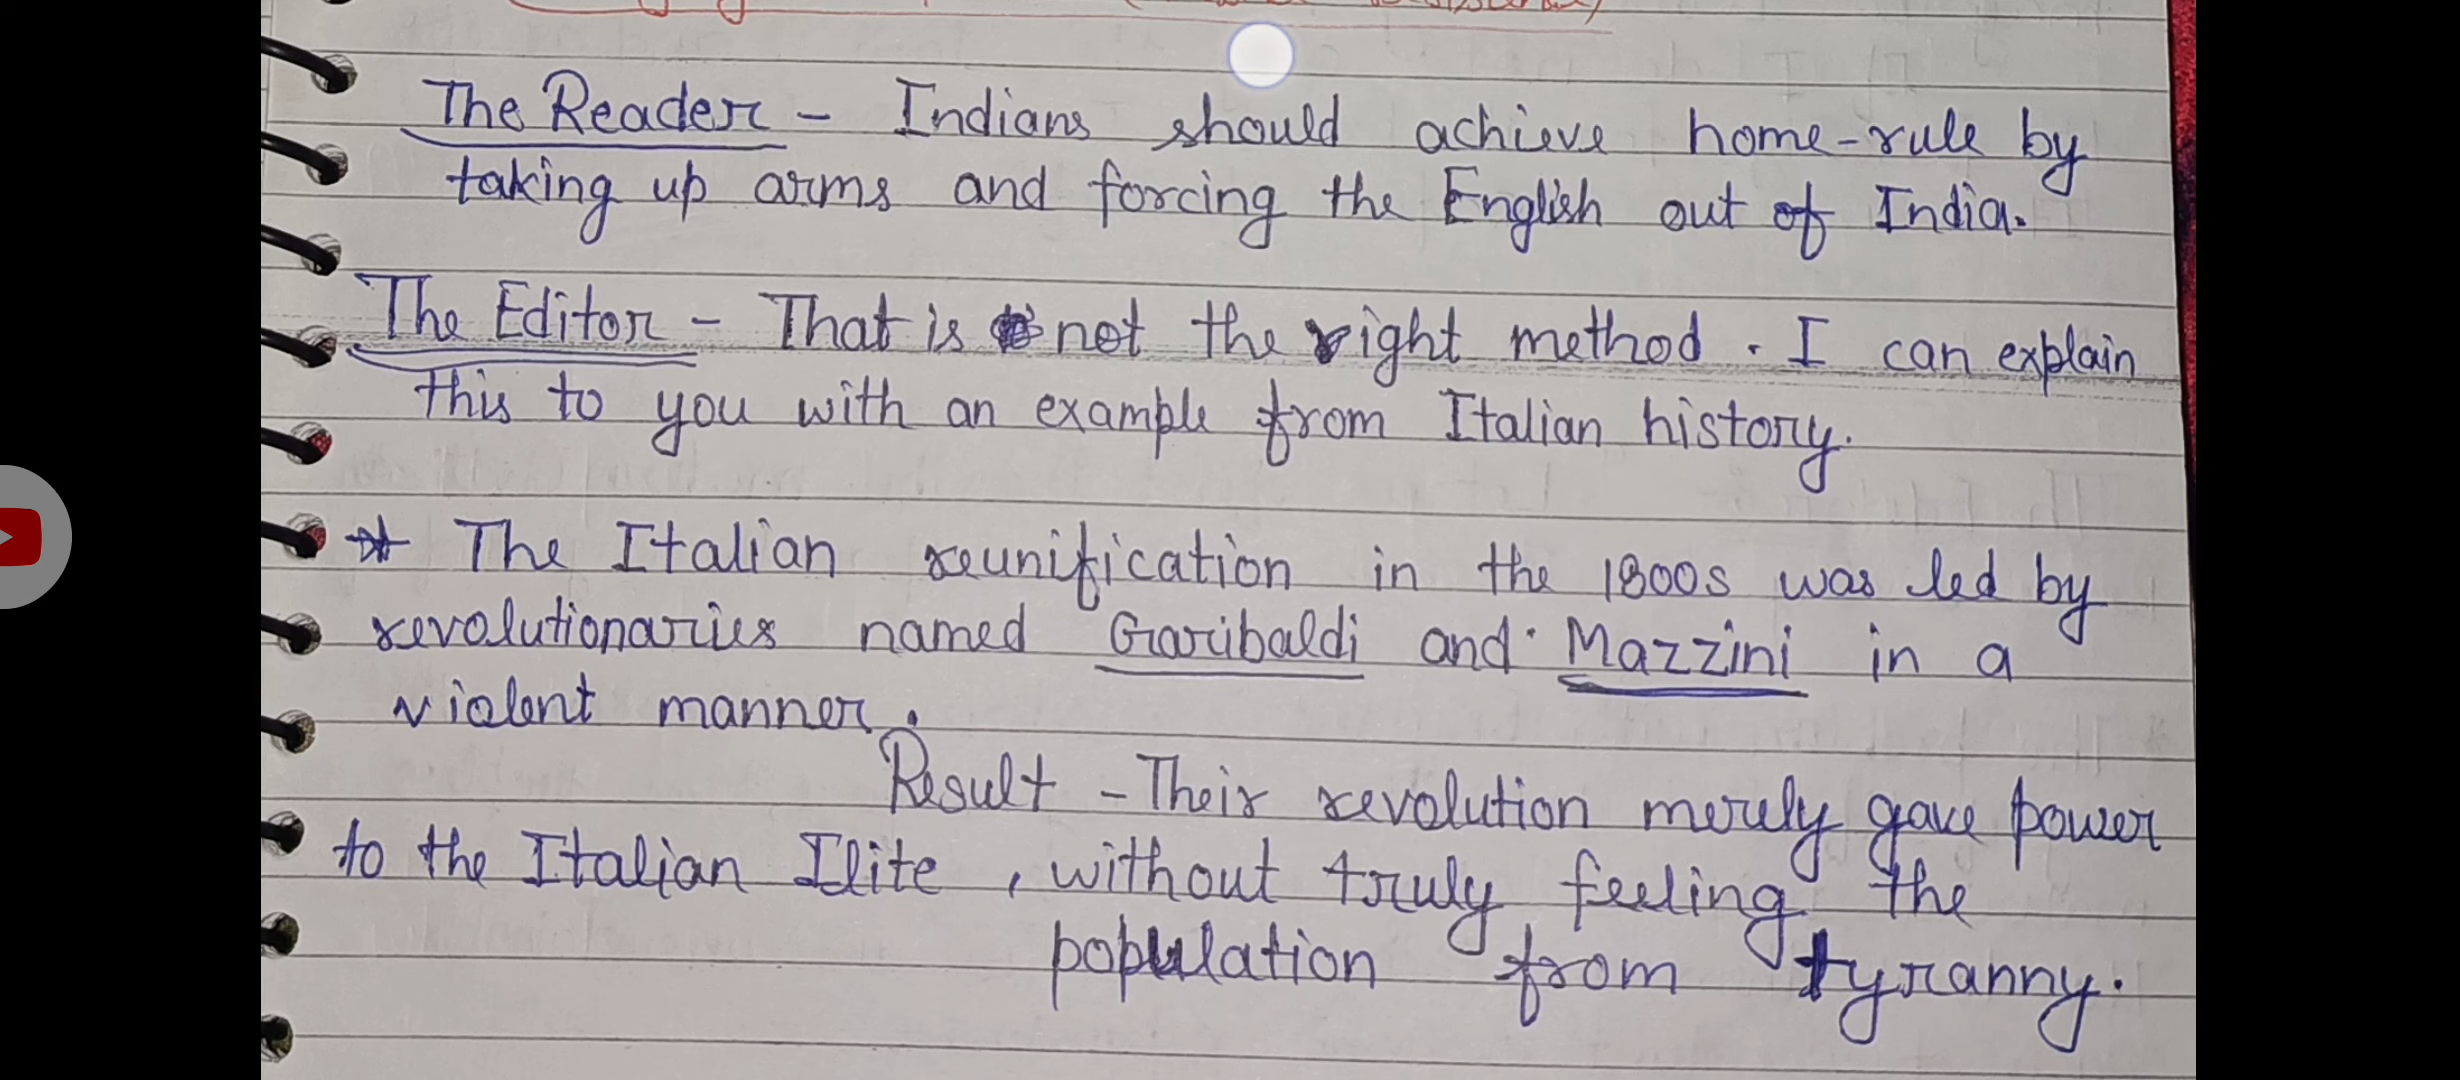 The Reader - Indians should achieve home-rule by
taking up arms and forcing the English out of India.
The Editor - That is not the right method. I can explain
this to you with an example from Italian history.
The Italian reunification in the 1800s was led by
revolutionaries named Garibaldi and Mazzini in a
violent manner.
Result - Their revolution merely gave power
to the Italian Ilite, without truly feeling the
population from tyranny.